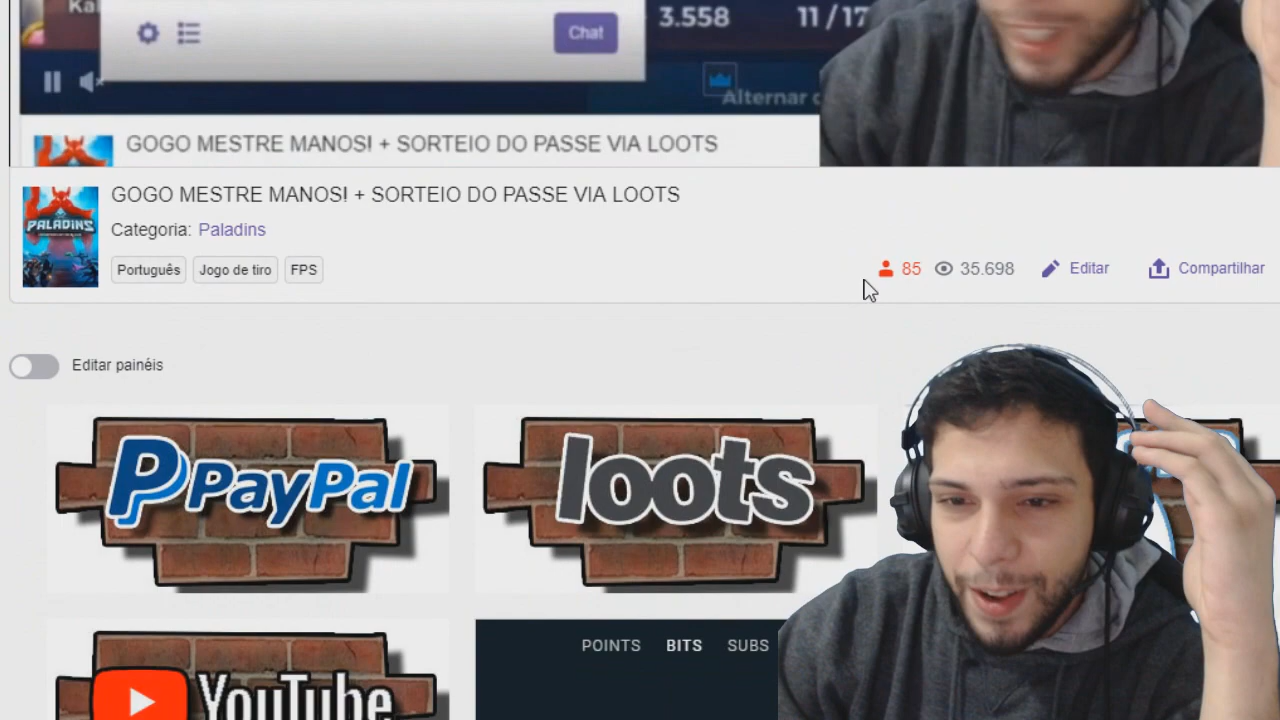 Ka
Chat
3.558
11 / 17
Alternar
GOGO MESTRE MANOS! + SORTEIO DO PASSE VIA LOOTS
GOGO MESTRE MANOS! + SORTEIO DO PASSE VIA LOOTS
PALADINS
Categoria: Paladins
Português
Jogo de tiro
FPS
85
35.698
Editar
Compartilhar
Editar painéis
PayPal
loots
YouTube
POINTS
BITS
SUBS